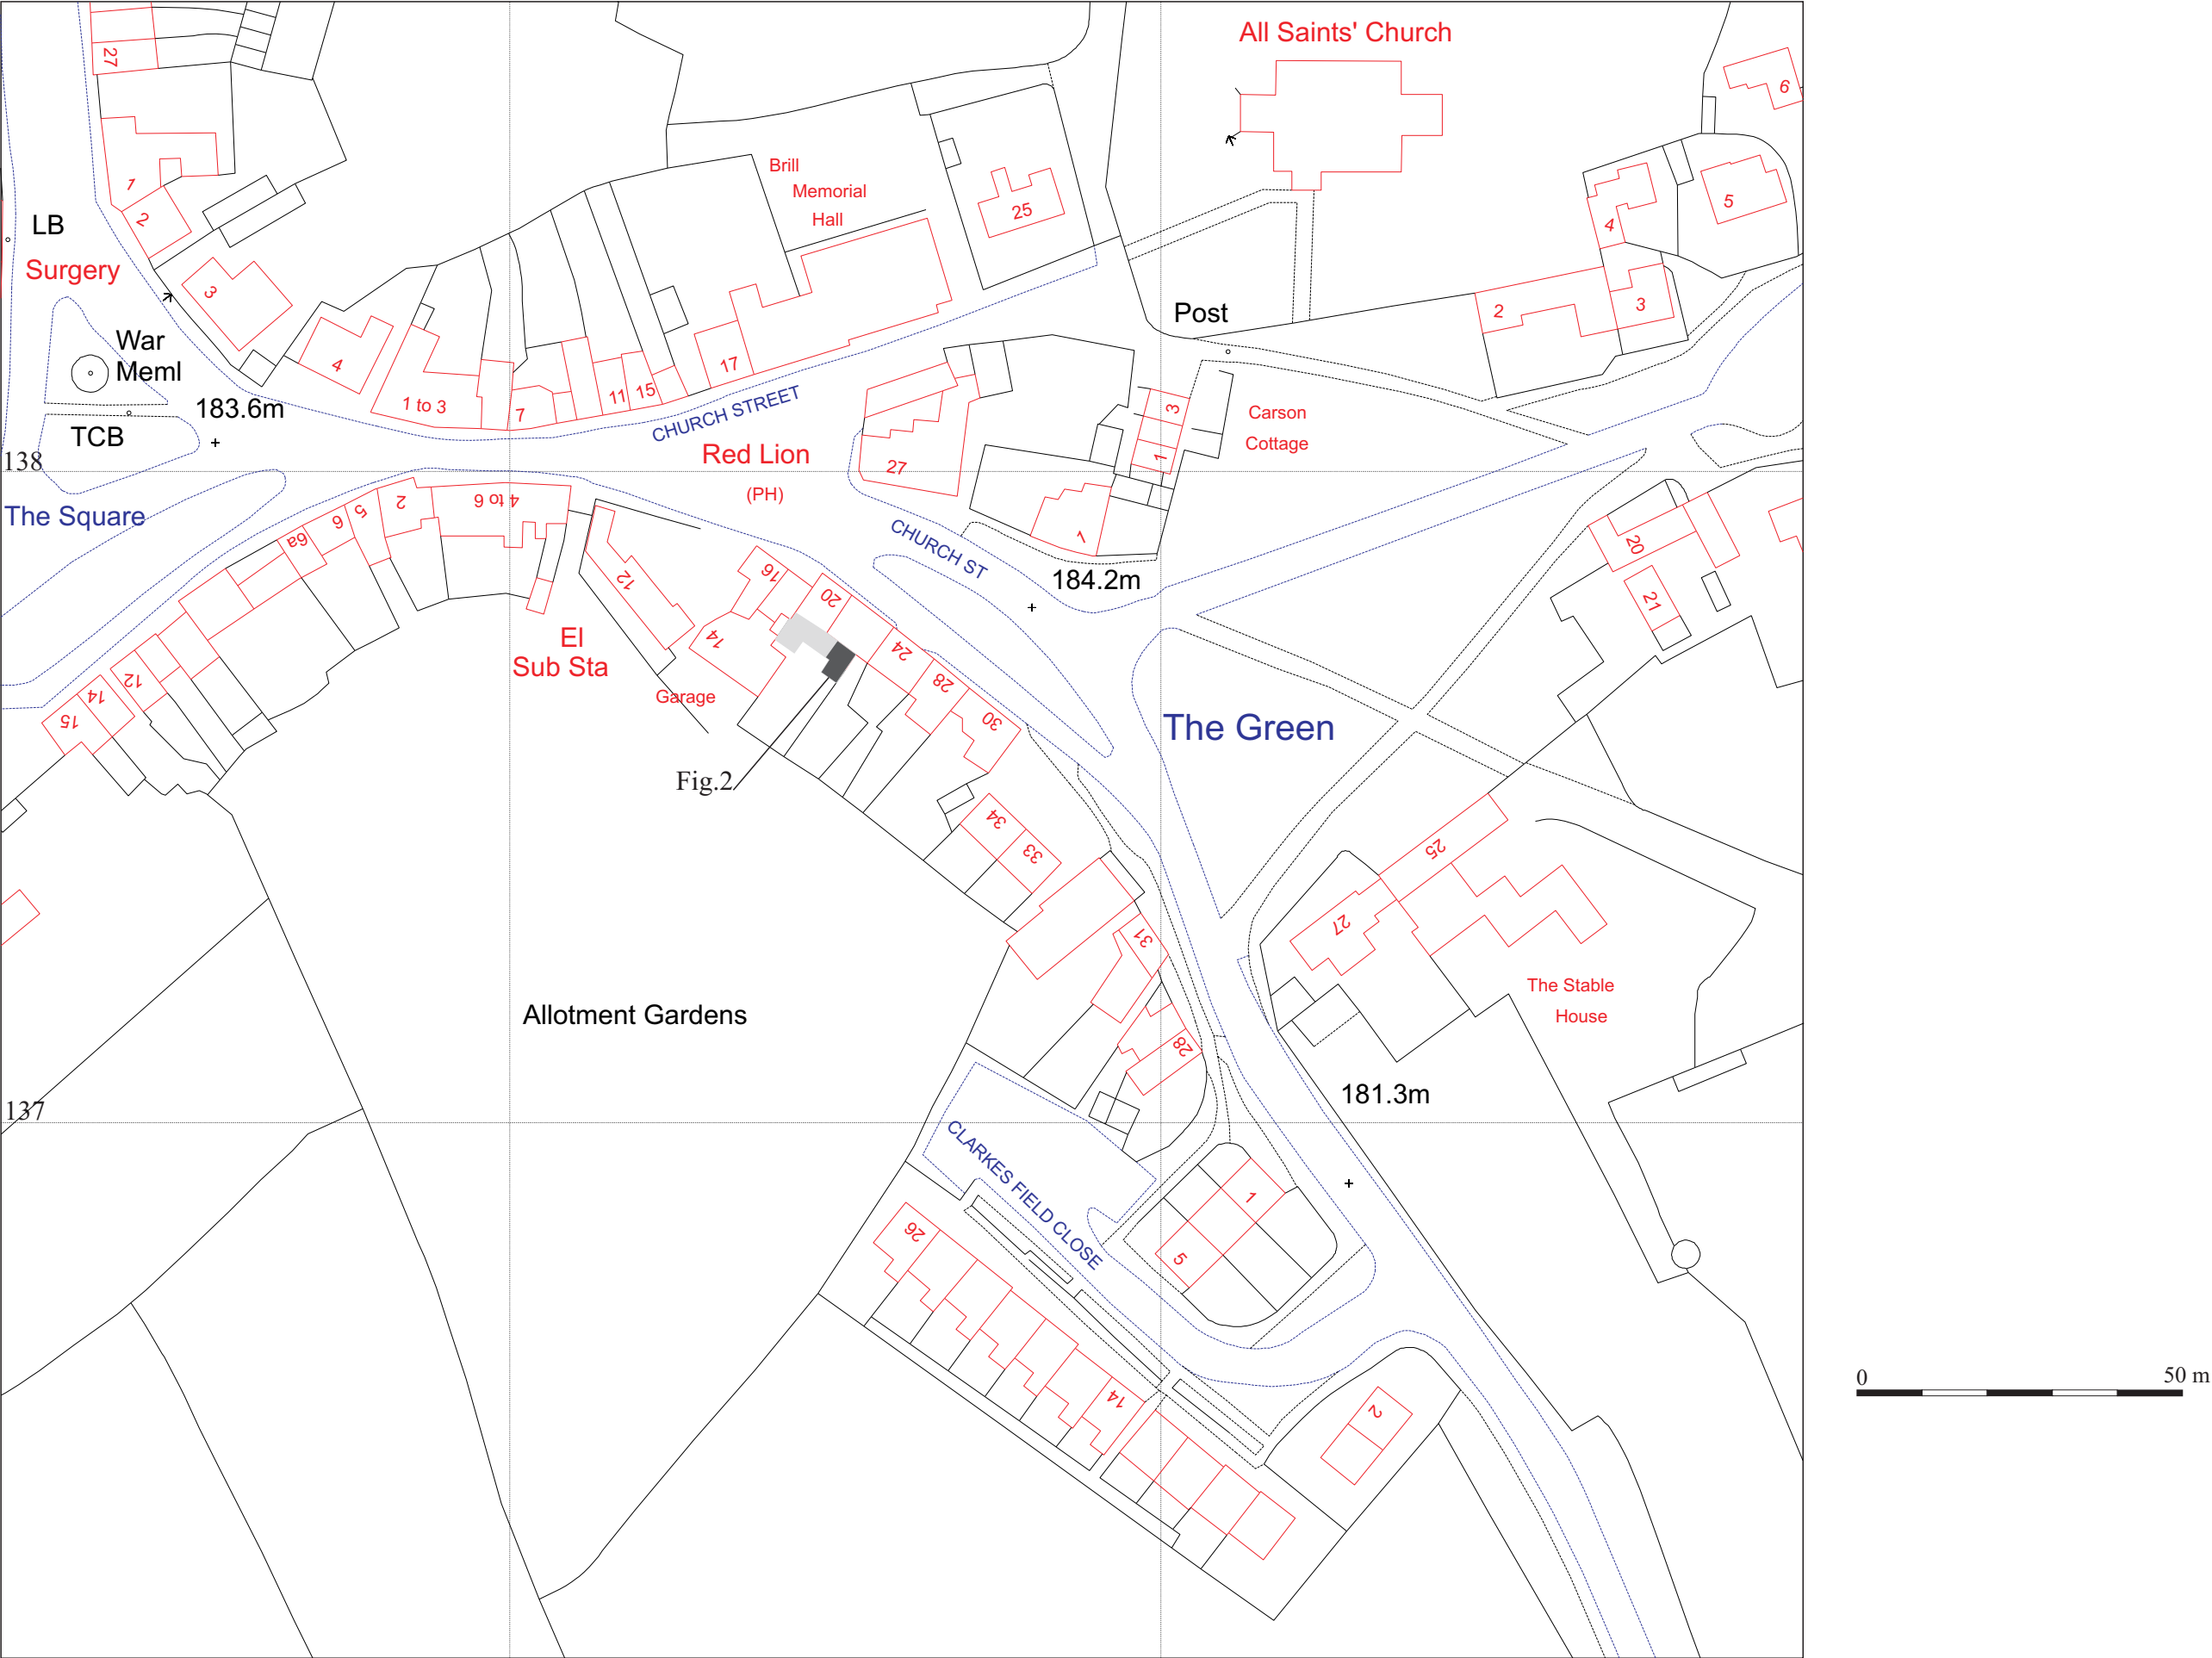 All Saints' Church
27
6
Brill
Memorial
Hall
25
1
2
5
4
LB
Surgery
3
Post
2
3
War
Meml
4
17
183.6m
1 to 3
7
11
15
CHURCH STREET
3
Carson
Cottage
TCB
Red Lion
(PH)
27
1
138
The Square
6a
6
5
2
4 to 6
CHURCH ST
1
20
184.2m
12
16
20
21
El
Sub Sta
14
24
Garage
28
30
The Green
15
14
12
Fig.2
34
33
25
27
31
The Stable
House
Allotment Gardens
28
181.3m
137
CLARKES FIELD CLOSE
1
5
26
14
2
0
50 m